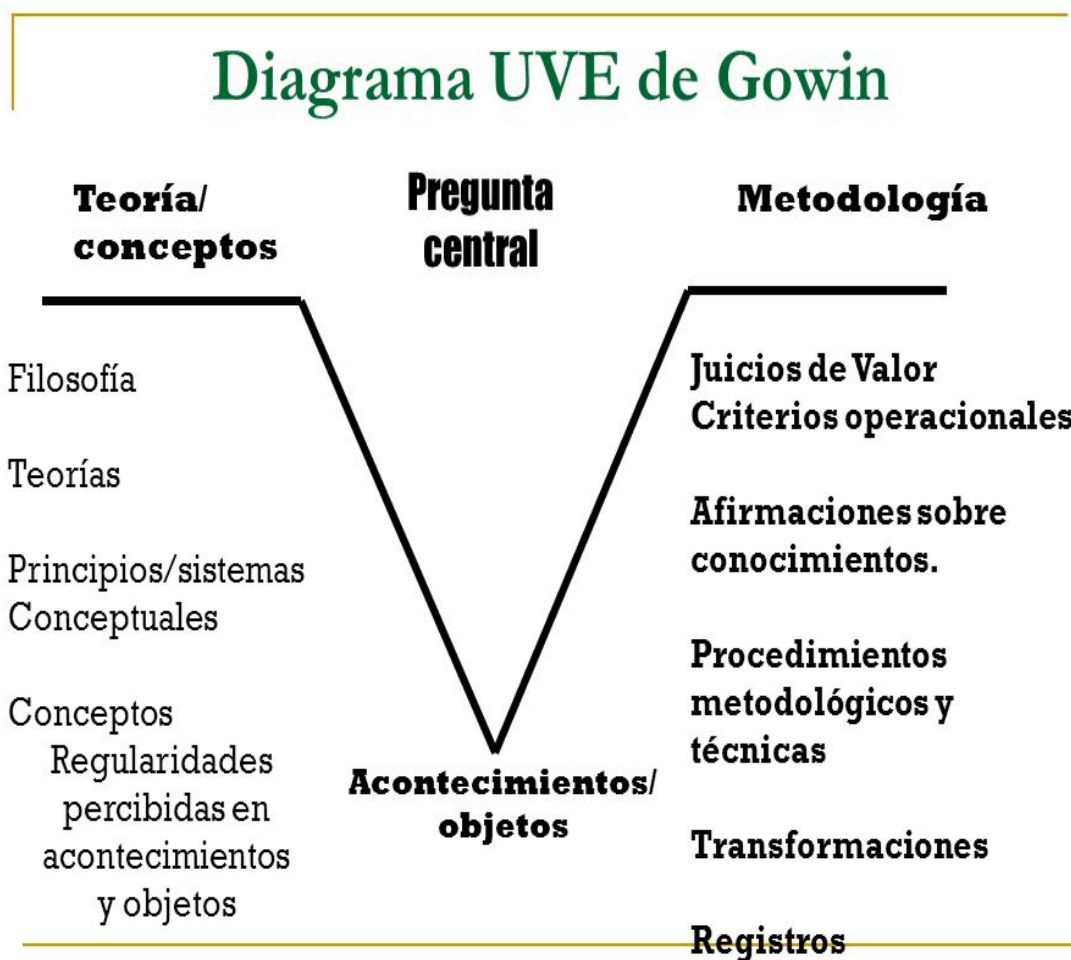 Diagrama UVE de Gowin
Teoría/
conceptos
Pregunta
central
Metodología
Filosofía
Teorías
Principios/sistemas
Conceptuales
Conceptos
Regularidades
percibidas en
acontecimientos
y objetos
Acontecimientos/
objetos
Juicios de Valor
Criterios operacionales
Afirmaciones sobre
conocimientos.
Procedimientos
metodológicos y
técnicas
Transformaciones
Registros